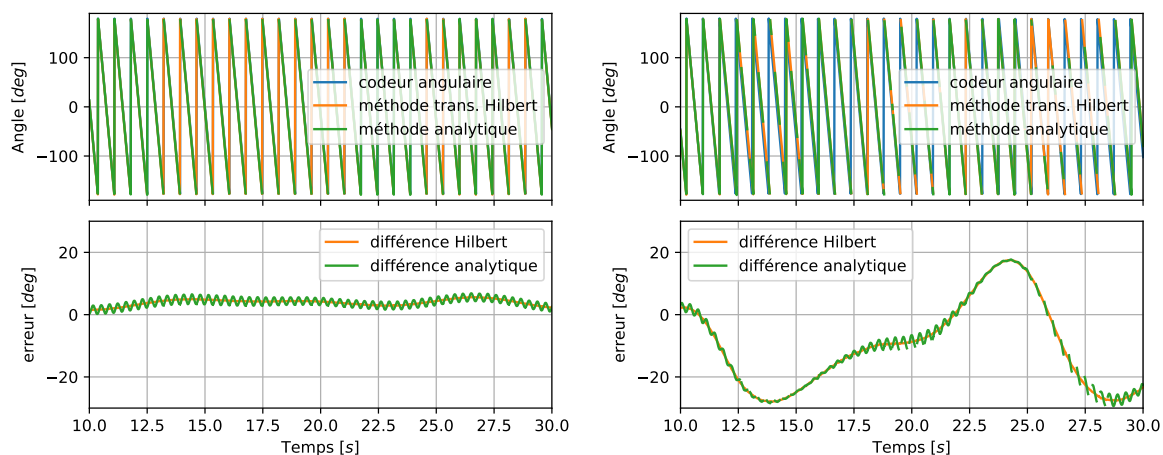 100
0
−100
Angle [deg]
codeur angulaire
méthode trans. Hilbert
méthode analytique
20
0
−20
erreur [deg]
différence Hilbert
différence analytique
10.0 12.5 15.0 17.5 20.0 22.5 25.0 27.5 30.0
Temps [s]
100
0
−100
Angle [deg]
codeur angulaire
méthode trans. Hilbert
méthode analytique
20
0
−20
erreur [deg]
différence Hilbert
différence analytique
10.0 12.5 15.0 17.5 20.0 22.5 25.0 27.5 30.0
Temps [s]